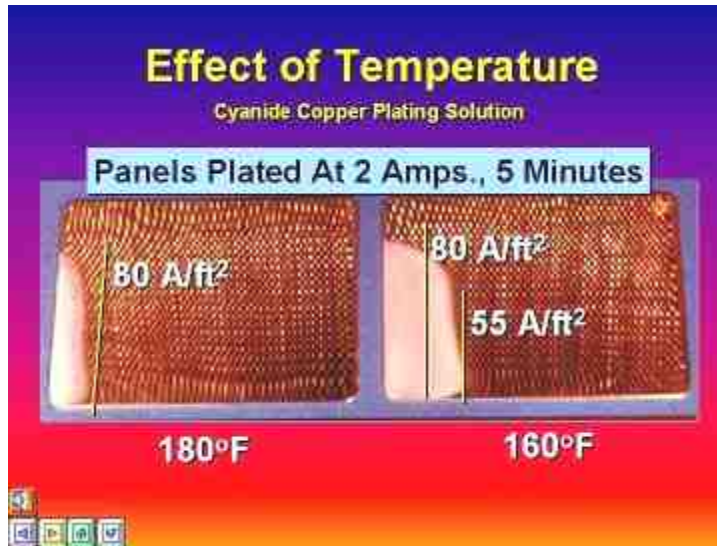 Effect of Temperature
Cyanide Copper Plating Solution
Panels Plated At 2 Amps., 5 Minutes
80 A/ft²
80 A/ft²
55 A/ft²
180°F
160°F